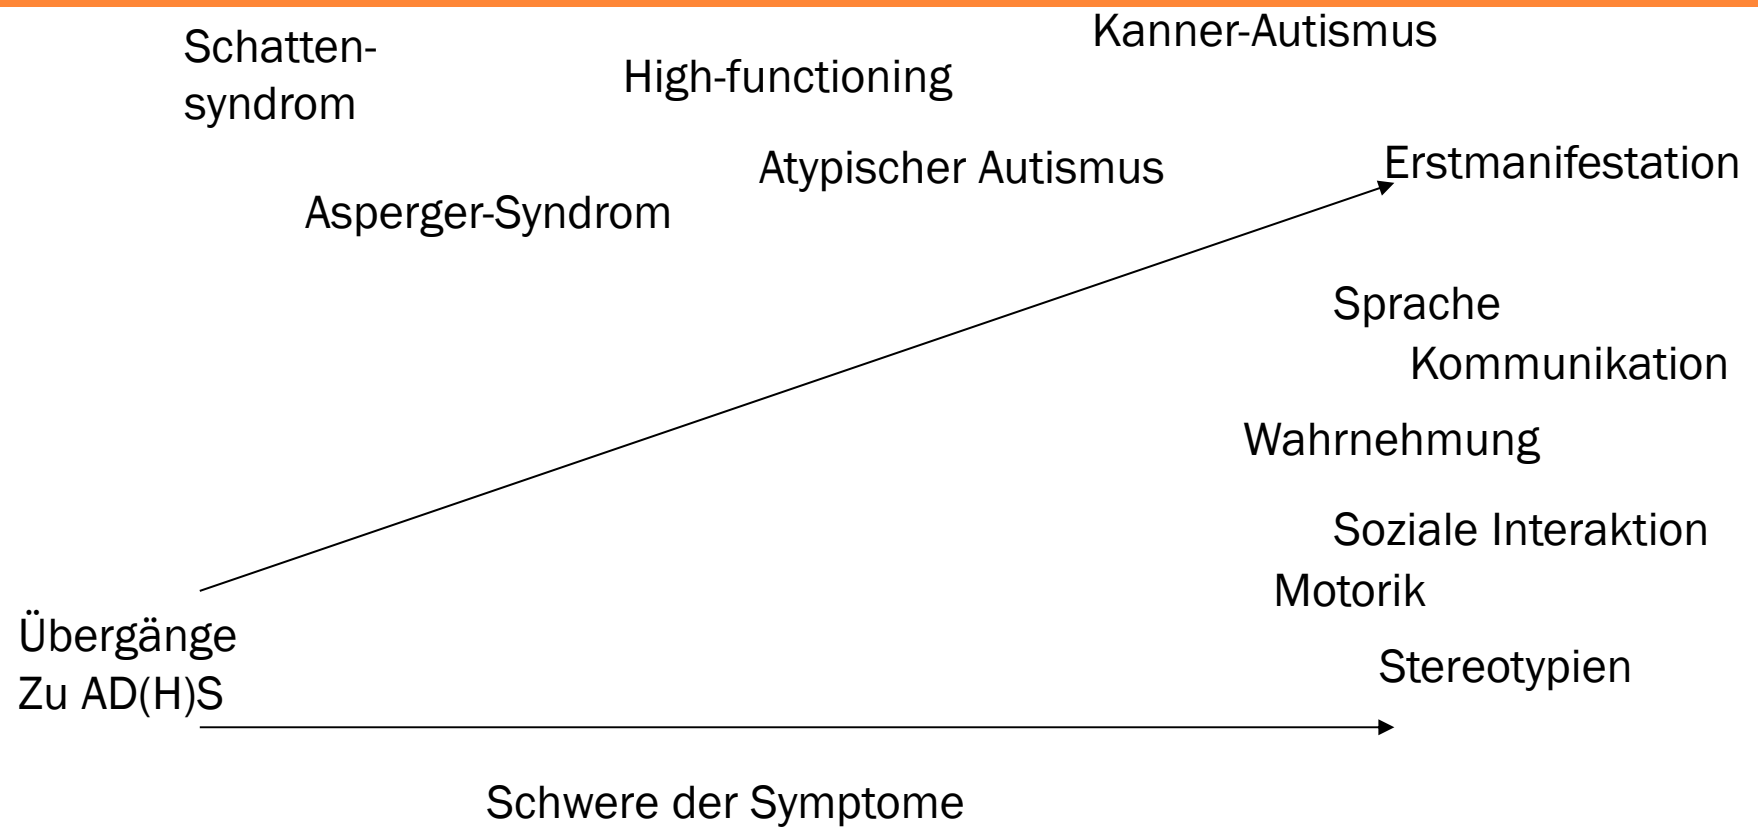 Kanner-Autismus
Schatten-
syndrom
High-functioning
Atypischer Autismus
Erstmanifestation
Asperger-Syndrom
Sprache
Kommunikation
Wahrnehmung
Soziale Interaktion
Motorik
Übergänge
Zu AD(H)S
Stereotypien
Schwere der Symptome